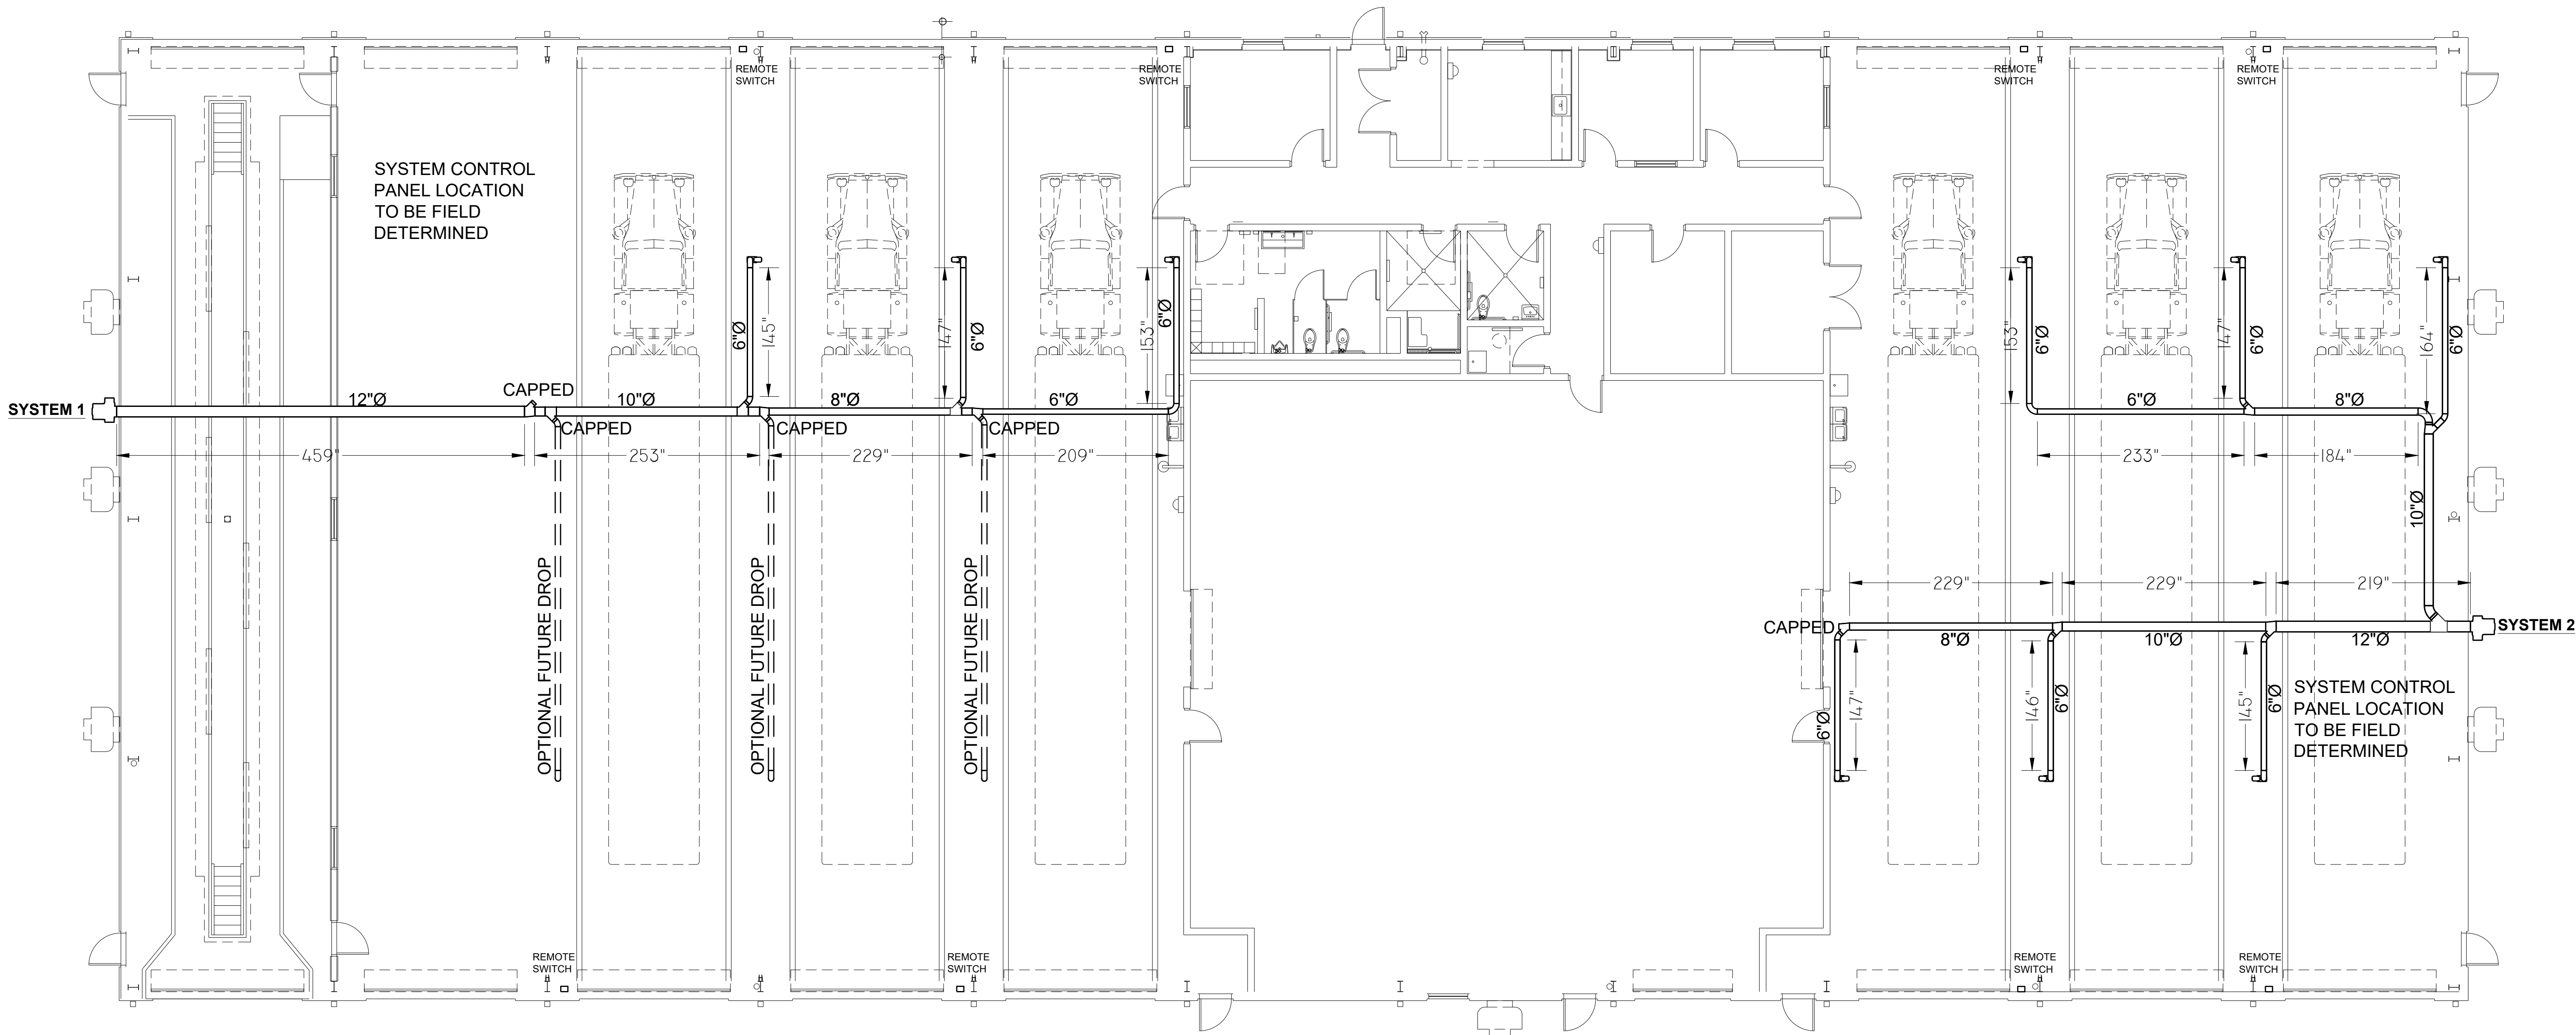 REMOTE
SWITCH
REMOTE
SWITCH
REMOTE
SWITCH
REMOTE
SWITCH
SYSTEM CONTROL
PANEL LOCATION
TO BE FIELD
DETERMINED
6"Ø
145"
147"
6"Ø
153"
6"Ø
153"
6"Ø
147"
6"Ø
164"
6"Ø
SYSTEM 1
12"Ø
CAPPED
10"Ø
8"Ø
6"Ø
6"Ø
8"Ø
CAPPED
CAPPED
CAPPED
459"
253"
229"
209"
233"
184"
10"Ø
OPTIONAL FUTURE DROP
OPTIONAL FUTURE DROP
OPTIONAL FUTURE DROP
229"
229"
219"
CAPPED
8"Ø
10"Ø
12"Ø
SYSTEM 2
6"Ø
147"
146"
6"Ø
145"
6"Ø
SYSTEM CONTROL
PANEL LOCATION
TO BE FIELD
DETERMINED
REMOTE
SWITCH
REMOTE
SWITCH
REMOTE
SWITCH
REMOTE
SWITCH